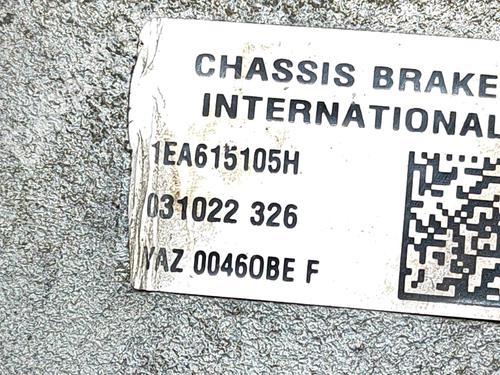 CHASSIS BRAKE
INTERNATIONAL
1EA615105H
031022 326
YAZ 00460BE F